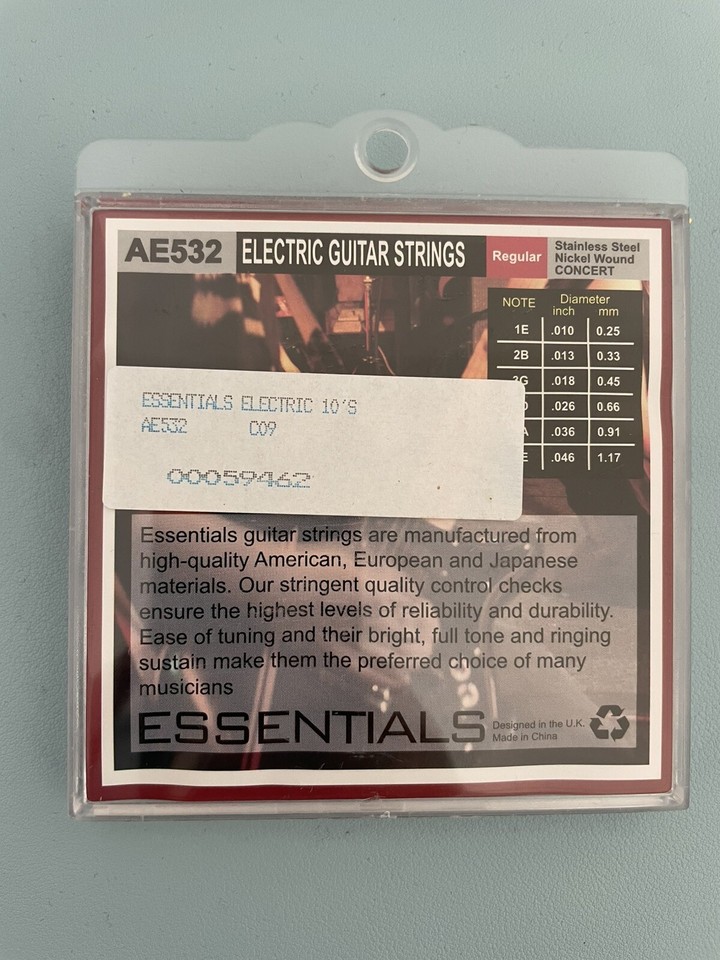 AE532 ELECTRIC GUITAR STRINGS Regular Stainless Steel
Nickel Wound
CONCERT
NOTE Diameter
inch mm
1E .010 0.25
2B .013 0.33
3G .018 0.45
.026 0.66
A .036 0.91
E .046 1.17
ESSENTIALS ELECTRIC 10'S
AE532 C09
00059462
Essentials guitar strings are manufactured from
high-quality American, European and Japanese
materials. Our stringent quality control checks
ensure the highest levels of reliability and durability.
Ease of tuning and their bright, full tone and ringing
sustain make them the preferred choice of many
musicians
ESSENTIALS Designed in the U.K.
Made in China